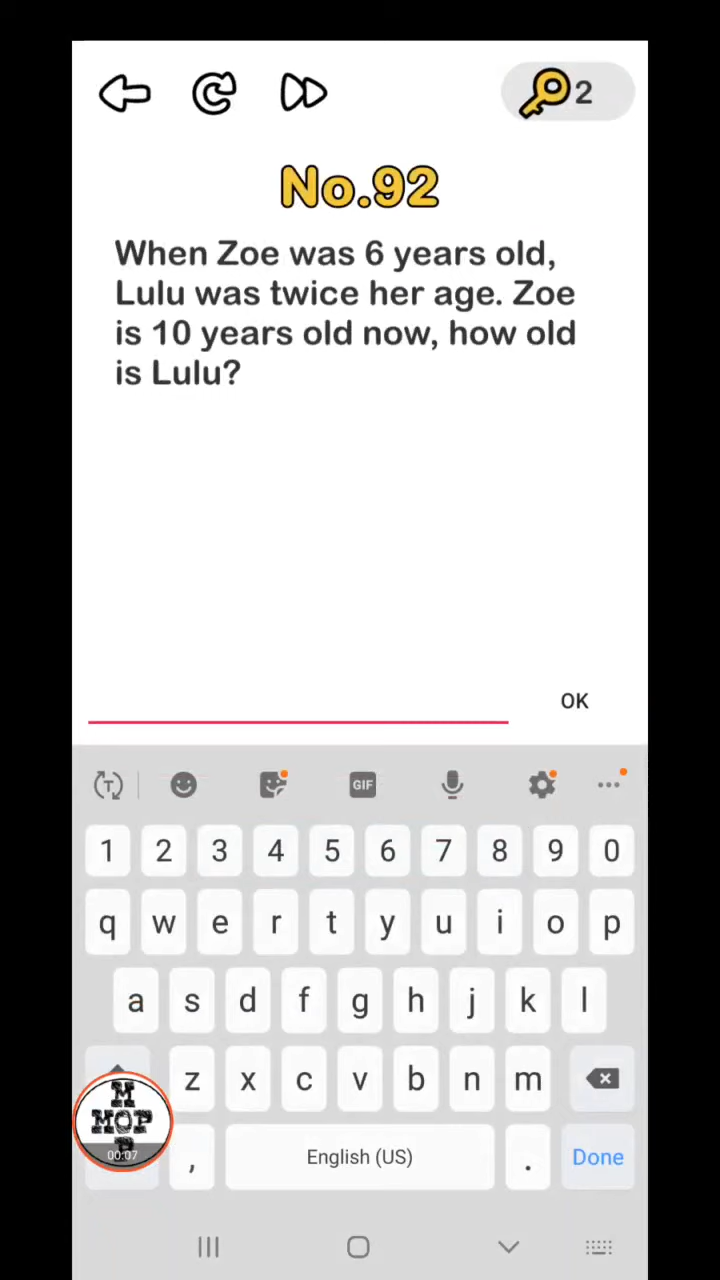 2
No.92
When Zoe was 6 years old,
Lulu was twice her age. Zoe
is 10 years old now, how old
is Lulu?
OK
T
GIF
1 2 3 4 5 6 7 8 9 0
q w e r t y u i o p
a s d f g h j k l
z x c v b n m
M
MOP
P
00:07
, English (US) . Done